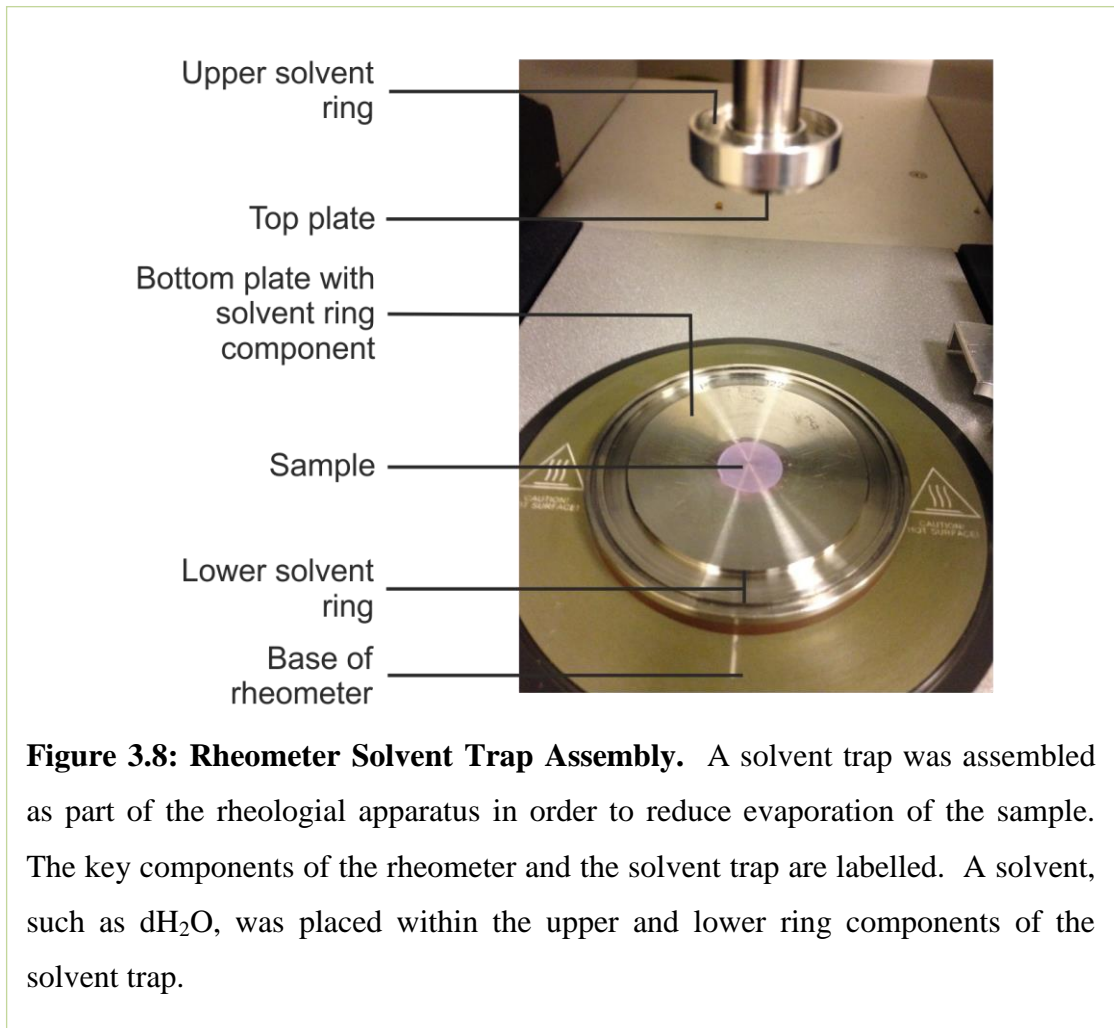 Upper solvent
ring
Top plate
Bottom plate with
solvent ring
component
Sample
CAUTION!
HOT SURFACE!
CAUTION!
HOT SURFACE!
Lower solvent
ring
Base of
rheometer
Figure 3.8: Rheometer Solvent Trap Assembly. A solvent trap was assembled
as part of the rheologial apparatus in order to reduce evaporation of the sample.
The key components of the rheometer and the solvent trap are labelled. A solvent,
such as dH₂O, was placed within the upper and lower ring components of the
solvent trap.